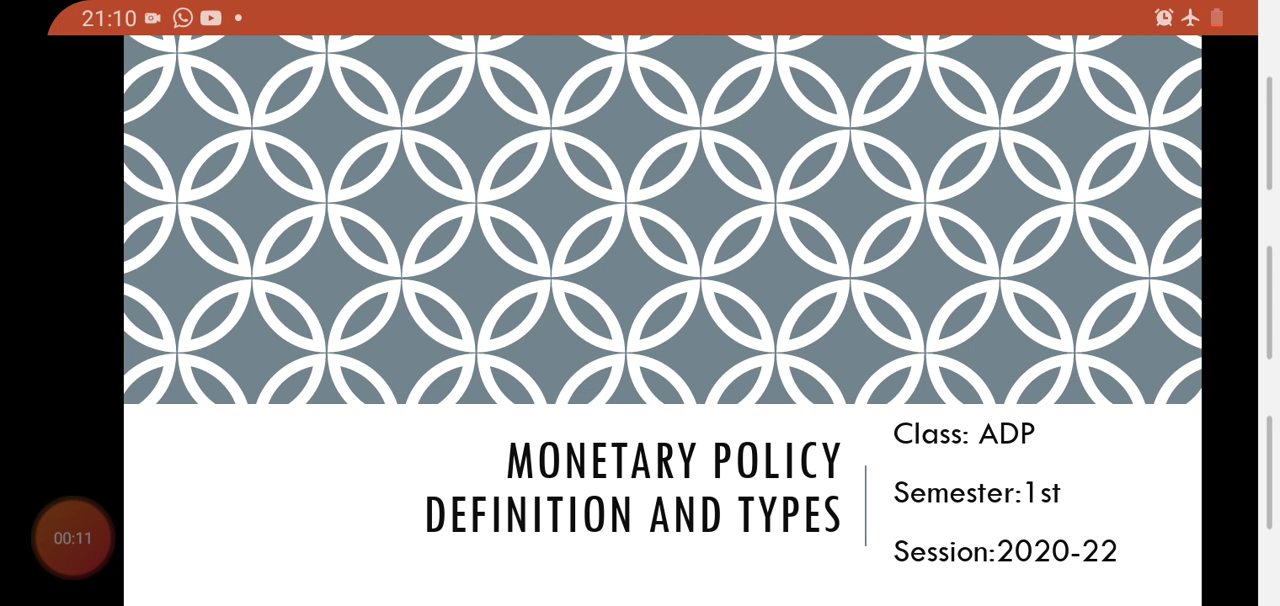 21:10
MONETARY POLICY
DEFINITION AND TYPES
Class: ADP
Semester:1st
Session:2020-22
00:11